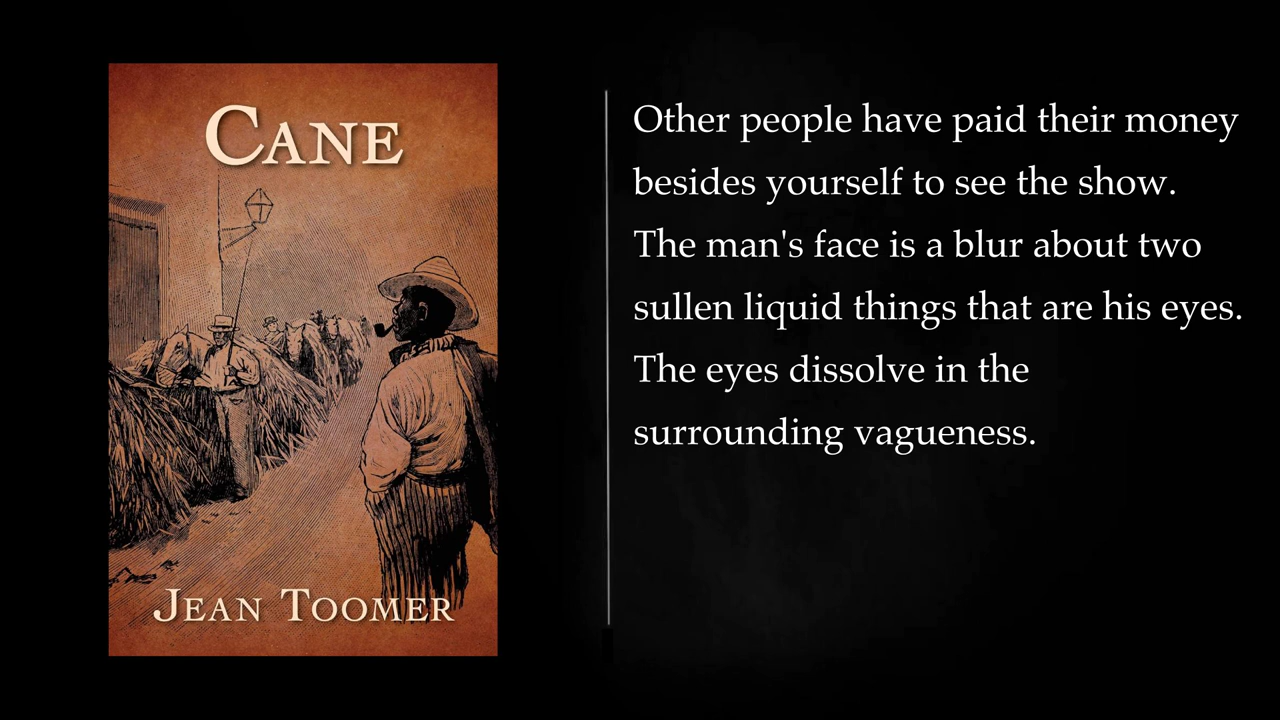 CANE
JEAN TOOMER
Other people have paid their money
besides yourself to see the show.
The man's face is a blur about two
sullen liquid things that are his eyes.
The eyes dissolve in the
surrounding vagueness.